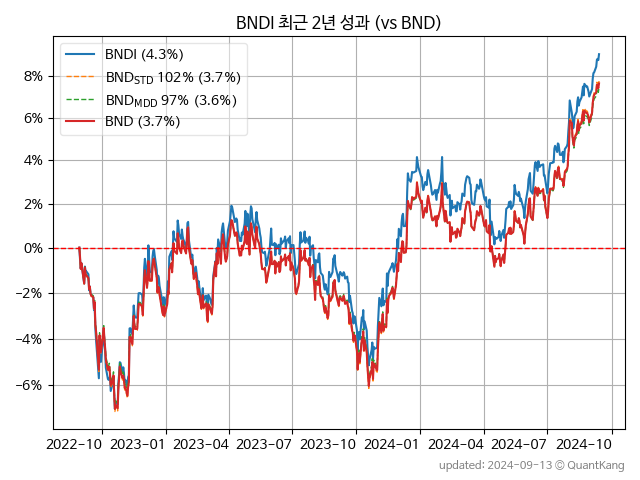 BNDI 최근 2년 성과 (vs BND)
BNDI (4.3%)
BND_STD 102% (3.7%)
BND_MDD 97% (3.6%)
BND (3.7%)
8%
6%
4%
2%
0%
−2%
−4%
−6%
2022−10 2023−01 2023−04 2023−07 2023−10 2024−01 2024−04 2024−07 2024−10
updated: 2024−09−13 © QuantKang